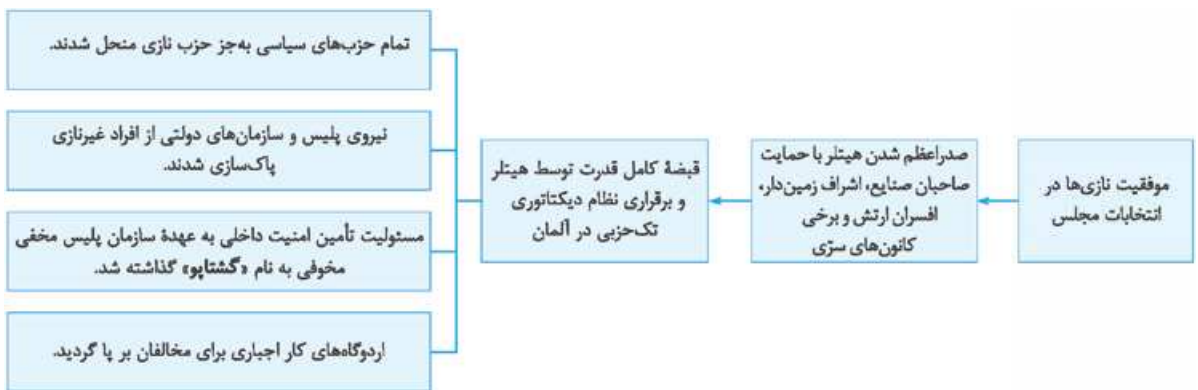 موفقیت نازی‌ها در
انتخابات مجلس
صدراعظم شدن هیتلر با حمایت
صاحبان صنایع، اشراف زمین‌دار،
افسران ارتش و برخی
کانون‌های سرّی
قبضهٔ کامل قدرت توسط هیتلر
و برقراری نظام دیکتاتوری
تک‌حزبی در آلمان
تمام حزب‌های سیاسی به‌جز حزب نازی منحل شدند.
نیروی پلیس و سازمان‌های دولتی از افراد غیرنازی
پاک‌سازی شدند.
مسئولیت تأمین امنیت داخلی به عهدهٔ سازمان پلیس مخفی
مخوفی به نام «گشتاپو» گذاشته شد.
اردوگاه‌های کار اجباری برای مخالفان بر پا گردید.